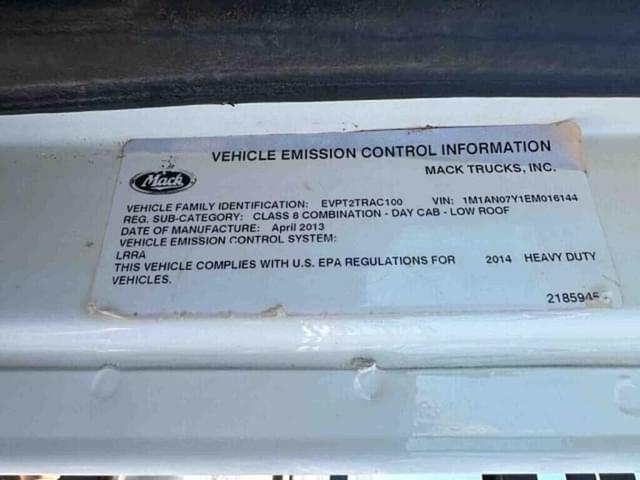 VEHICLE EMISSION CONTROL INFORMATION
Mack
MACK TRUCKS, INC.
VEHICLE FAMILY IDENTIFICATION: EVPT2TRAC100 VIN: 1M1AN07Y1EM016144
REG. SUB-CATEGORY: CLASS 8 COMBINATION - DAY CAB - LOW ROOF
DATE OF MANUFACTURE: April 2013
VEHICLE EMISSION CONTROL SYSTEM:
LRRA
THIS VEHICLE COMPLIES WITH U.S. EPA REGULATIONS FOR 2014 HEAVY DUTY
VEHICLES.